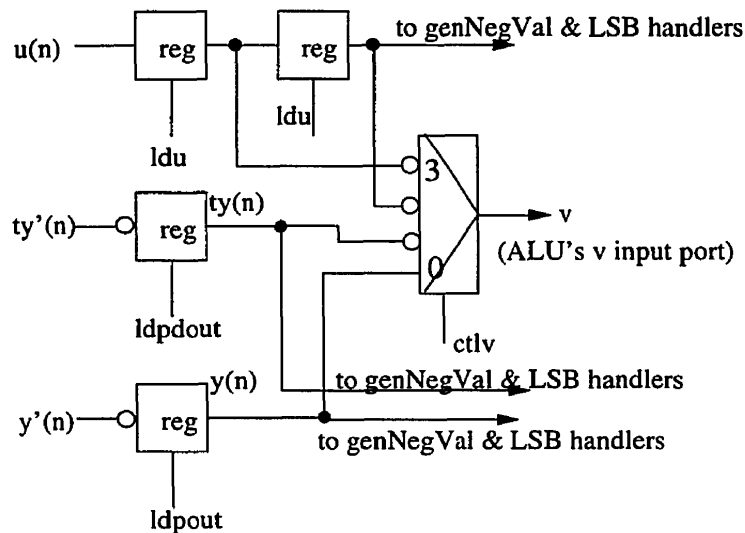 to genNegVal & LSB handlers
u(n)
reg
reg
ldu
ldu
3
ty'(n)
ty(n)
reg
v
(ALU's v input port)
0
ldpdout
ctlv
to genNegVal & LSB handlers
y(n)
y'(n)
reg
to genNegVal & LSB handlers
ldpout